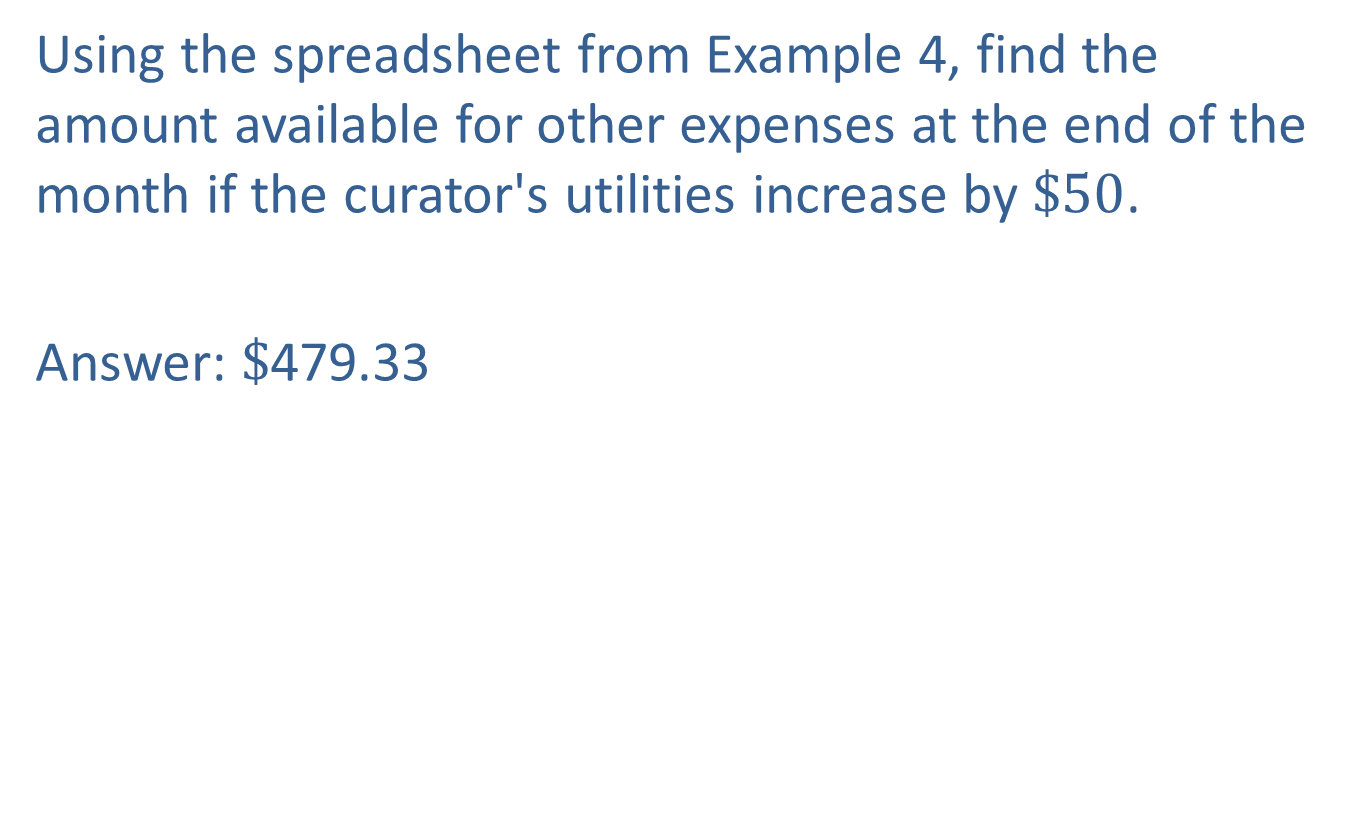 Using the spreadsheet from Example 4, find the
amount available for other expenses at the end of the
month if the curator's utilities increase by $50.
Answer: $479.33